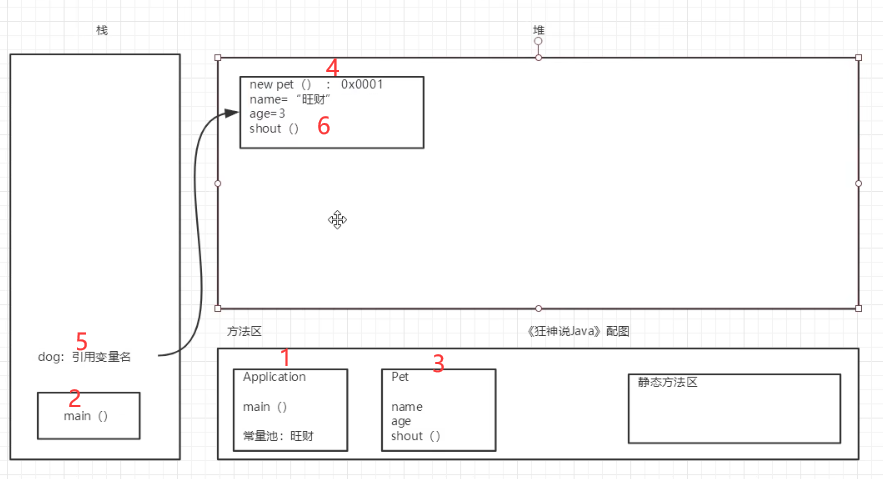 栈
堆
4
new pet（） ： 0x0001
name=“旺财”
age=3
shout（）
6
5
dog：引用变量名
2
main（）
方法区
《狂神说Java》配图
1
Application
main（）
常量池：旺财
3
Pet
name
age
shout（）
静态方法区